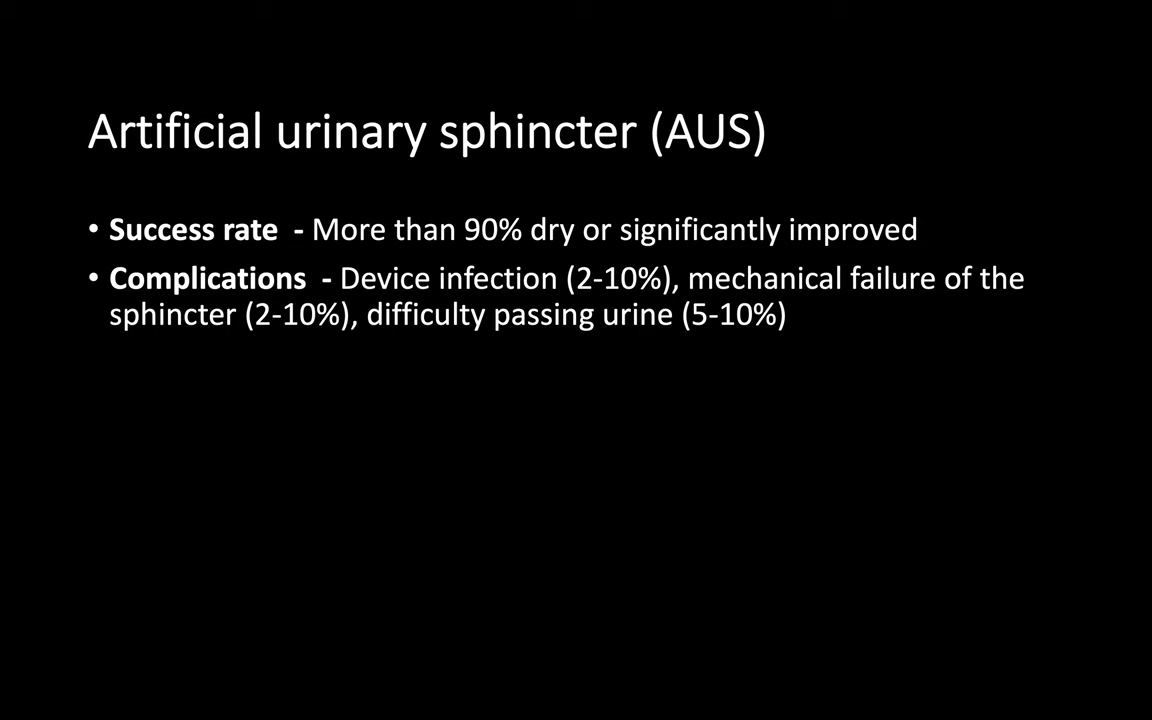 Artificial urinary sphincter (AUS)
• Success rate - More than 90% dry or significantly improved
• Complications - Device infection (2-10%), mechanical failure of the
sphincter (2-10%), difficulty passing urine (5-10%)